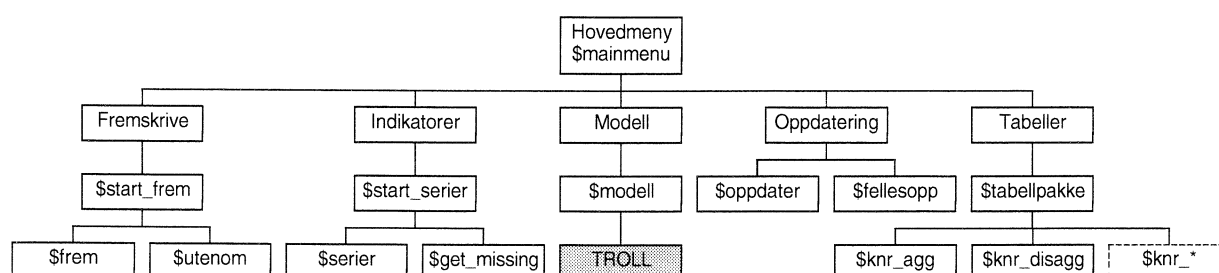 Hovedmeny
$mainmenu
Fremskrive
Indikatorer
Modell
Oppdatering
Tabeller
$start_frem
$start_serier
$modell
$oppdater
$fellesopp
$tabellpakke
$frem
$utenom
$serier
$get_missing
TROLL
$knr_agg
$knr_disagg
$knr_*